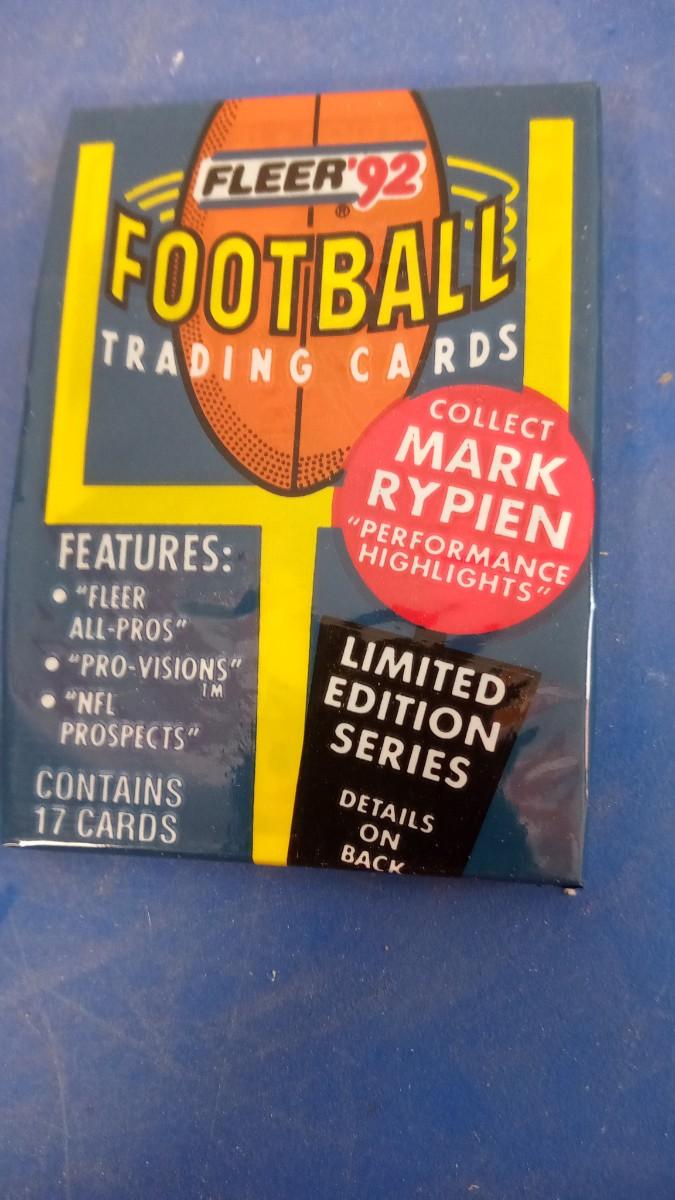 FLEER'92
®
FOOTBALL
TRADING CARDS
COLLECT
MARK
RYPIEN
"PERFORMANCE
HIGHLIGHTS"
FEATURES:
• "FLEER
ALL-PROS"
• "PRO-VISIONS"
TM
• "NFL
PROSPECTS"
CONTAINS
17 CARDS
LIMITED
EDITION
SERIES
DETAILS
ON
BACK